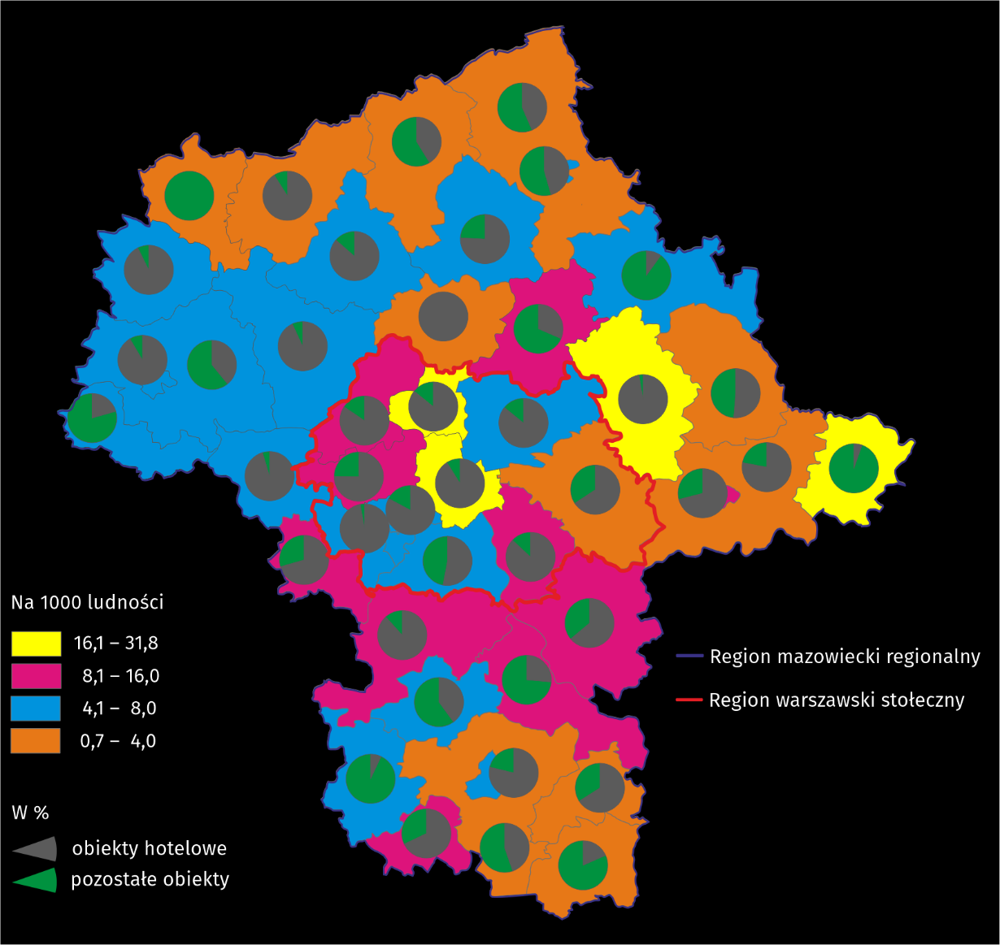 Na 1000 ludności
16,1 – 31,8
8,1 – 16,0
4,1 – 8,0
0,7 – 4,0
Region mazowiecki regionalny
Region warszawski stołeczny
W %
obiekty hotelowe
pozostałe obiekty